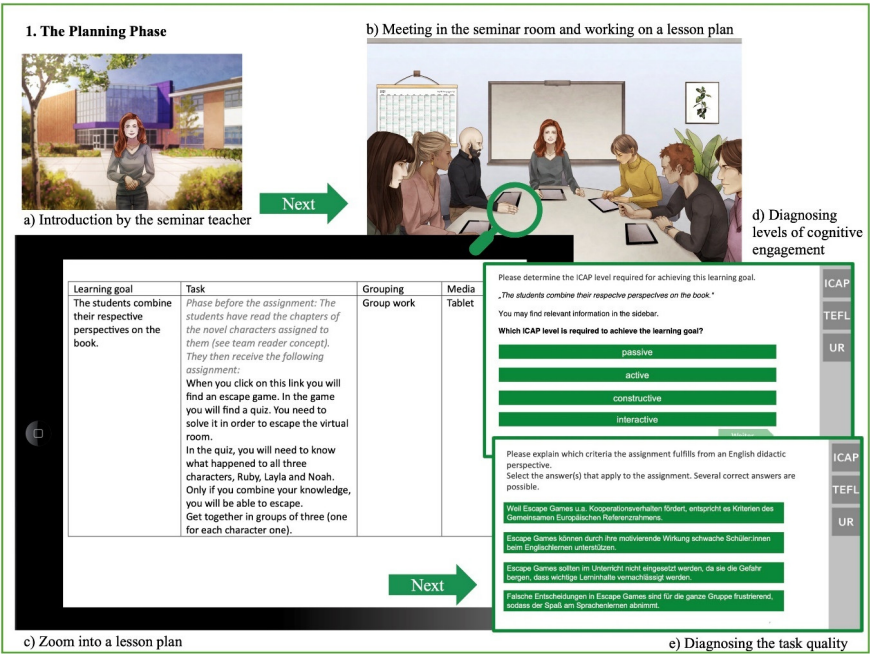 1. The Planning Phase
b) Meeting in the seminar room and working on a lesson plan
Next
a) Introduction by the seminar teacher
d) Diagnosing
levels of cognitive
engagement
Learning goal
Task
Grouping
Media
The students combine
their respective
perspectives on the
book.
Phase before the assignment: The
students have read the chapters of
the novel characters assigned to
them (see team reader concept).
They then receive the following
assignment:
When you click on this link you will
find an escape game. In the game
you will find a quiz. You need to
solve it in order to escape the virtual
room.
In the quiz, you will need to know
what happened to all three
characters, Ruby, Layla and Noah.
Only if you combine your knowledge,
you will be able to escape.
Get together in groups of three (one
for each character one).
Group work
Tablet
Please determine the ICAP level required for achieving this learning goal.
„The students combine their respecive perspecives on the book."
You may find relevant information in the sidebar.
Which ICAP level is required to achieve the learning goal?
passive
active
constructive
interactive
ICAP
TEFL
UR
Please explain which criteria the assignment fulfills from an English didactic
perspective.
Select the answer(s) that apply to the assignment. Several correct answers are
possible.
Weil Escape Games u.a. Kooperationsverhalten fördert, entspricht es Kriterien des
Gemeinsamen Europäischen Referenzrahmens.
Escape Games können durch ihre motivierende Wirkung schwache Schüler:innen
beim Englischlernen unterstützen.
Escape Games sollten im Unterricht nicht eingesetzt werden, da sie die Gefahr
bergen, dass wichtige Lerninhalte vernachlässigt werden.
Falsche Entscheidungen in Escape Games sind für die ganze Gruppe frustrierend,
sodass der Spaß am Sprachenlernen abnimmt.
ICAP
TEFL
UR
Next
c) Zoom into a lesson plan
e) Diagnosing the task quality